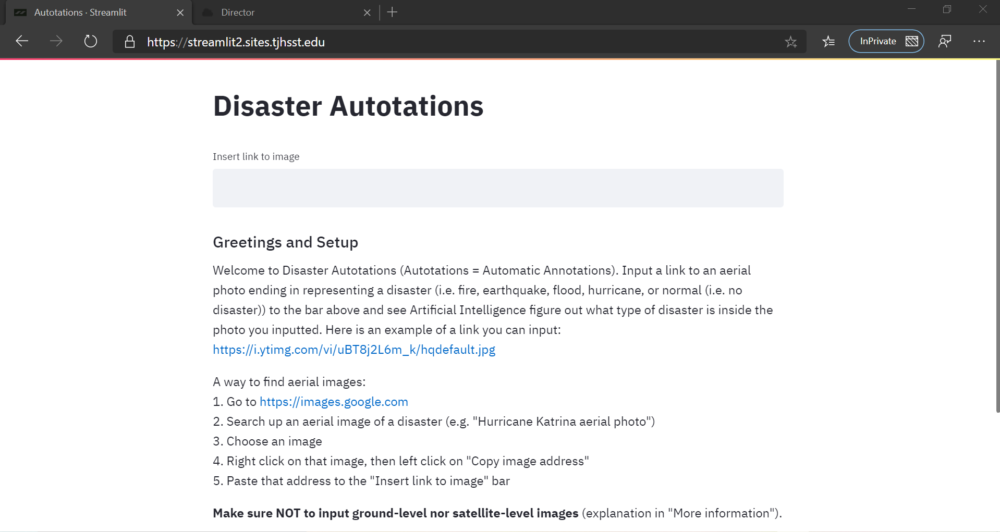 Autotations · Streamlit
Director
https://streamlit2.sites.tjhsst.edu
InPrivate
Disaster Autotations
Insert link to image
Greetings and Setup
Welcome to Disaster Autotations (Autotations = Automatic Annotations). Input a link to an aerial
photo ending in representing a disaster (i.e. fire, earthquake, flood, hurricane, or normal (i.e. no
disaster)) to the bar above and see Artificial Intelligence figure out what type of disaster is inside the
photo you inputted. Here is an example of a link you can input:
https://i.ytimg.com/vi/uBT8j2L6m_k/hqdefault.jpg
A way to find aerial images:
1. Go to https://images.google.com
2. Search up an aerial image of a disaster (e.g. "Hurricane Katrina aerial photo")
3. Choose an image
4. Right click on that image, then left click on "Copy image address"
5. Paste that address to the "Insert link to image" bar
Make sure NOT to input ground-level nor satellite-level images (explanation in "More information").